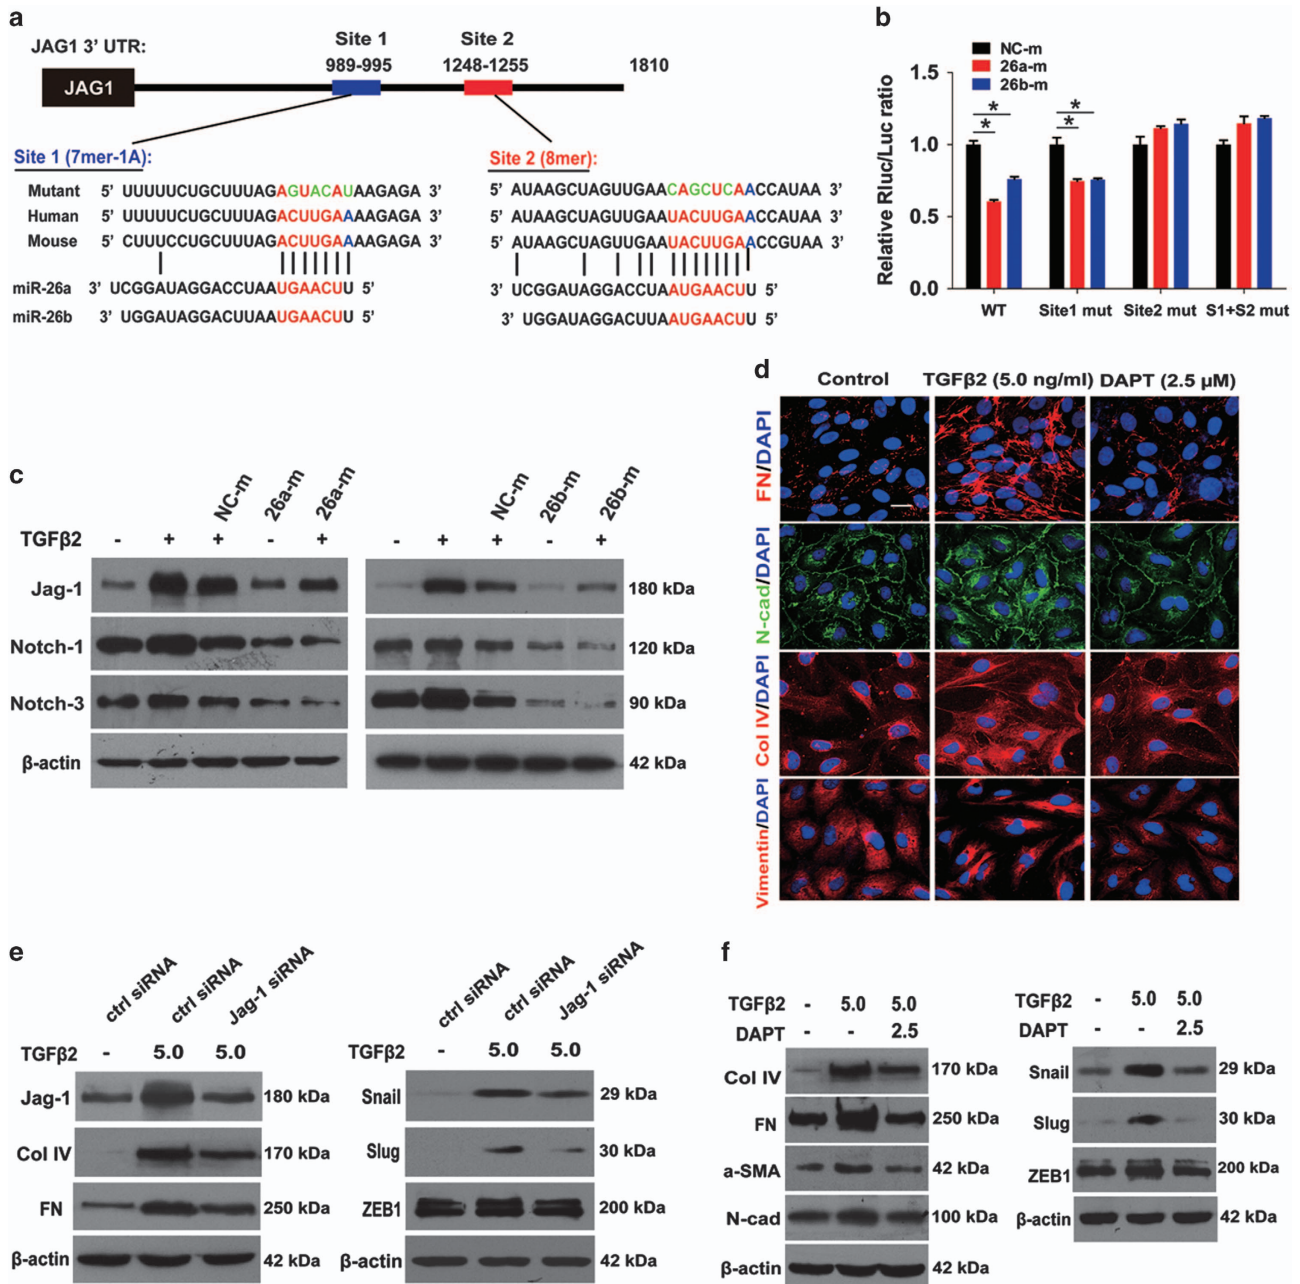 a
JAG1 3' UTR:
Site 1
989-995
Site 2
1248-1255
1810
JAG1
Site 1 (7mer-1A):
Mutant 5' UUUUUCUGCUUUAGAGUACAUAAGAGA 3'
Human 5' UUUUUCUGCUUUAGACUUGAAAAGAGA 3'
Mouse 5' CUUUCCUGCUUUAGACUUGAAAAGAGA 3'
miR-26a 3' UCGGAUAGGACCUAAUGAACUU 5'
miR-26b 3' UGGAUAGGACUUAAUGAACUU 5'
Site 2 (8mer):
5' AUAAGCUAGUUGAACAGCUCAACCAUAA 3'
5' AUAAGCUAGUUGAAUACUUGAACCAUAA 3'
5' AUAAGCUAGUUGAAUACUUGAACCGUAA 3'
3' UCGGAUAGGACCUAAUGAACUU 5'
3' UGGAUAGGACUUAAUGAACUU 5'
b
NC-m
26a-m
26b-m
Relative Rluc/Luc ratio
1.5
1.0
0.5
0.0
* * * *
WT Site1 mut Site2 mut S1+S2 mut
c
NC-m 26a-m 26a-m NC-m 26b-m 26b-m
TGFβ2 - + + - + - + + - +
Jag-1 180 kDa
Notch-1 120 kDa
Notch-3 90 kDa
β-actin 42 kDa
d
Control TGFβ2 (5.0 ng/ml) DAPT (2.5 μM)
FN/DAPI
N-cad/DAPI
Col IV/DAPI
Vimentin/DAPI
e
ctrl siRNA ctrl siRNA Jag-1 siRNA
TGFβ2 - 5.0 5.0
Jag-1 180 kDa
Col IV 170 kDa
FN 250 kDa
β-actin 42 kDa
ctrl siRNA ctrl siRNA Jag-1 siRNA
TGFβ2 - 5.0 5.0
Snail 29 kDa
Slug 30 kDa
ZEB1 200 kDa
β-actin 42 kDa
f
TGFβ2 - 5.0 5.0
DAPT - - 2.5
Col IV 170 kDa
FN 250 kDa
a-SMA 42 kDa
N-cad 100 kDa
β-actin 42 kDa
TGFβ2 - 5.0 5.0
DAPT - - 2.5
Snail 29 kDa
Slug 30 kDa
ZEB1 200 kDa
β-actin 42 kDa